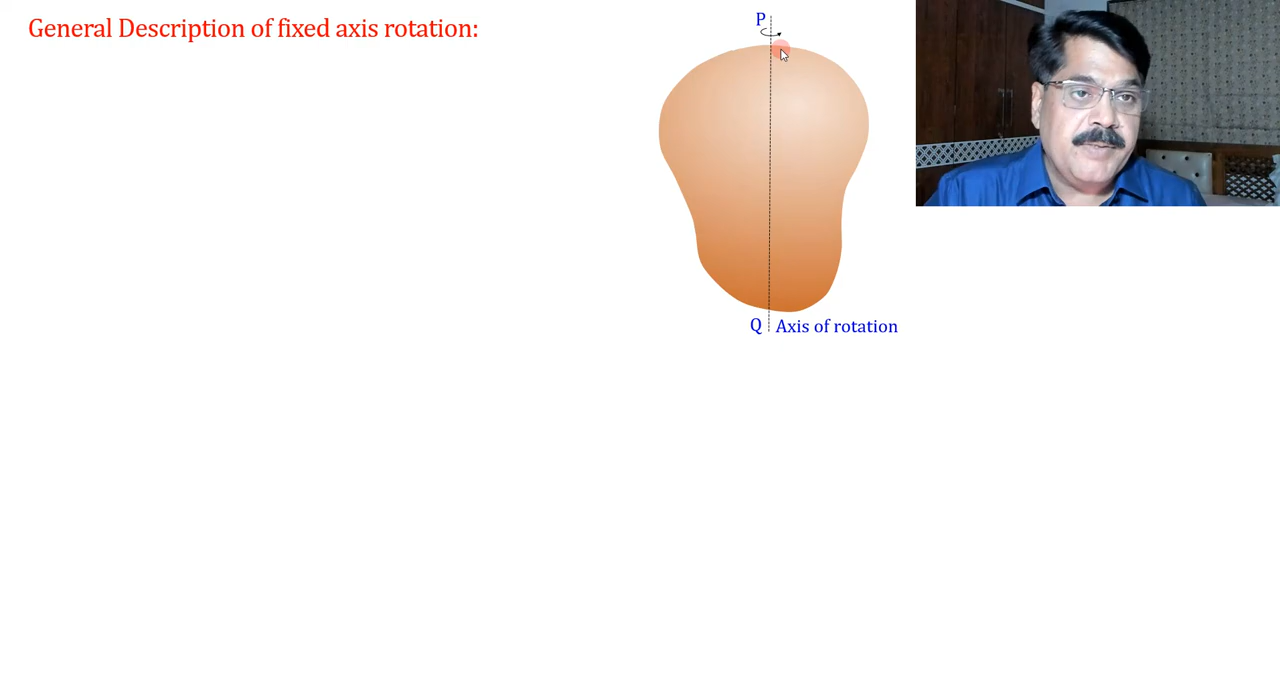 General Description of fixed axis rotation:
P
Q
Axis of rotation